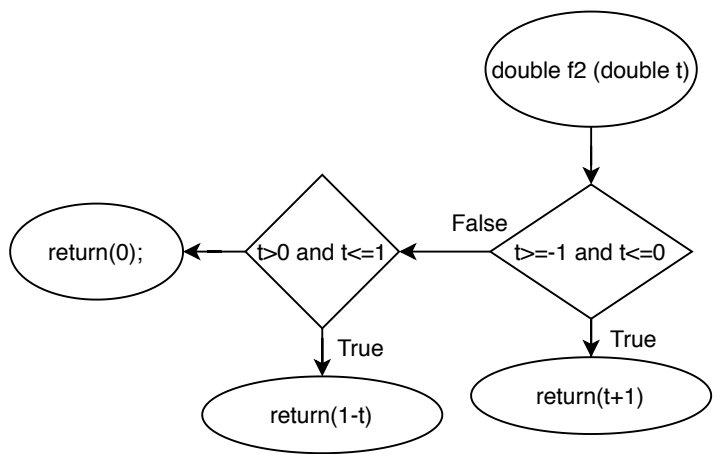 double f2 (double t)
False
t>=-1 and t<=0
t>0 and t<=1
return(0);
True
return(t+1)
True
return(1-t)